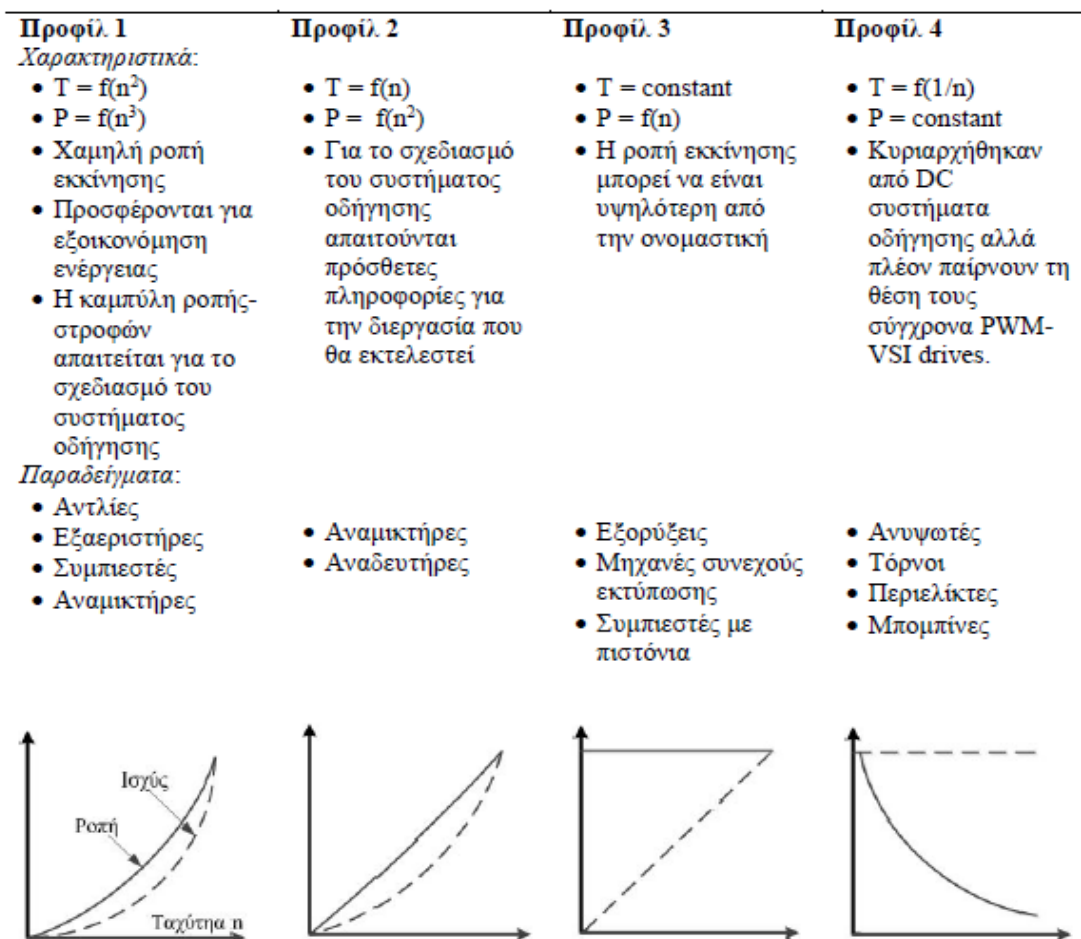 Προφίλ 1
Προφίλ 2
Προφίλ 3
Προφίλ 4
Χαρακτηριστικά:
• T = f(n²)
• P = f(n³)
• Χαμηλή ροπή
εκκίνησης
• Προσφέρονται για
εξοικονόμηση
ενέργειας
• Η καμπύλη ροπής-
στροφών
απαιτείται για το
σχεδιασμό του
συστήματος
οδήγησης
• T = f(n)
• P = f(n²)
• Για το σχεδιασμό
του συστήματος
οδήγησης
απαιτούνται
πρόσθετες
πληροφορίες για
την διεργασία που
θα εκτελεστεί
• T = constant
• P = f(n)
• Η ροπή εκκίνησης
μπορεί να είναι
υψηλότερη από
την ονομαστική
• T = f(1/n)
• P = constant
• Κυριαρχήθηκαν
από DC
συστήματα
οδήγησης αλλά
πλέον παίρνουν τη
θέση τους
σύγχρονα PWM-
VSI drives.
Παραδείγματα:
• Αντλίες
• Εξαεριστήρες
• Συμπιεστές
• Αναμικτήρες
• Αναμικτήρες
• Αναδευτήρες
• Εξορύξεις
• Μηχανές συνεχούς
εκτύπωσης
• Συμπιεστές με
πιστόνια
• Ανυψωτές
• Τόρνοι
• Περιελίκτες
• Μπομπίνες
Ισχύς
Ροπή
Ταχύτηα n